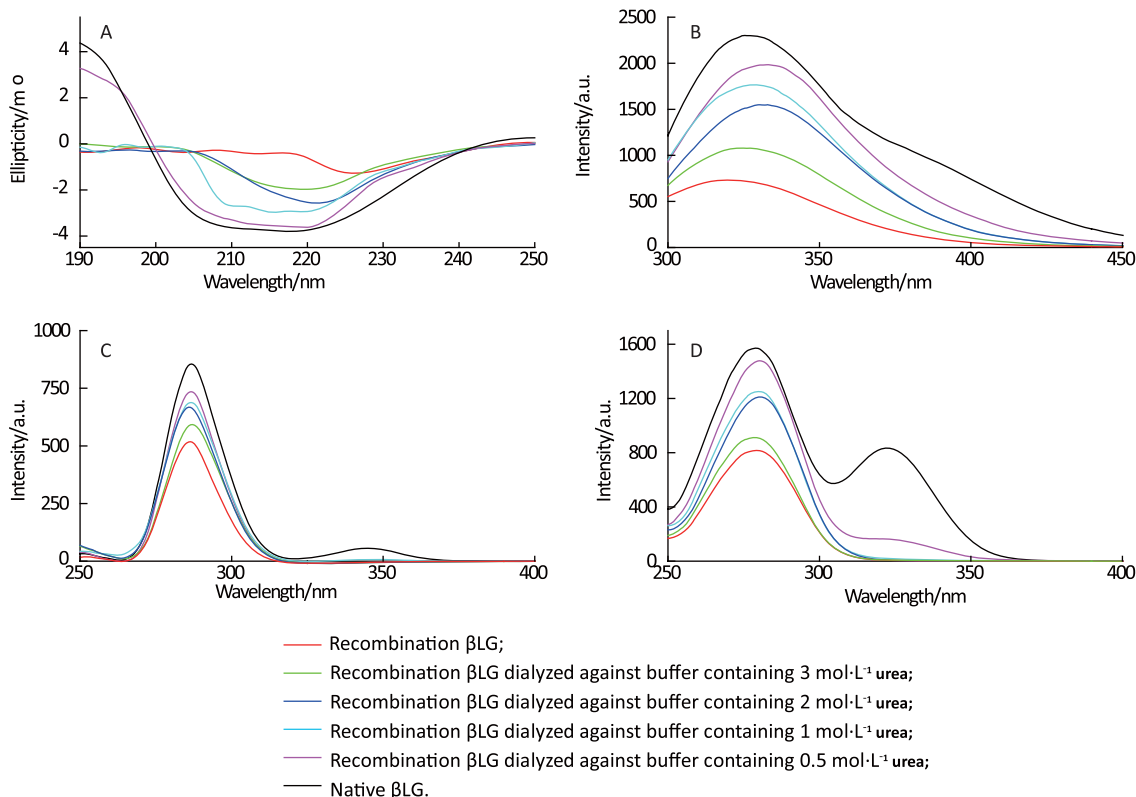 A
B
Ellipticity/m o
4
2
0
-2
-4
190 200 210 220 230 240 250
Wavelength/nm
Intensity/a.u.
2500
2000
1500
1000
500
0
300 350 400 450
Wavelength/nm
C
Intensity/a.u.
1000
750
500
250
0
250 300 350 400
Wavelength/nm
D
Intensity/a.u.
1600
1200
800
400
0
250 300 350 400
Wavelength/nm
Recombination βLG;
Recombination βLG dialyzed against buffer containing 3 mol·L⁻¹ urea;
Recombination βLG dialyzed against buffer containing 2 mol·L⁻¹ urea;
Recombination βLG dialyzed against buffer containing 1 mol·L⁻¹ urea;
Recombination βLG dialyzed against buffer containing 0.5 mol·L⁻¹ urea;
Native βLG.